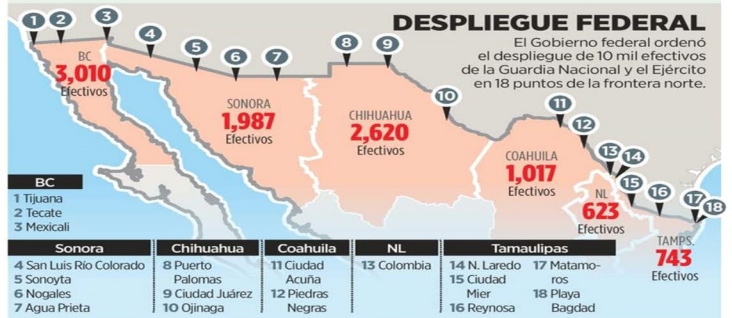 DESPLIEGUE FEDERAL
El Gobierno federal ordenó
el despliegue de 10 mil efectivos
de la Guardia Nacional y el Ejército
en 18 puntos de la frontera norte.
1
2
3
4
5
6
7
8
9
10
11
12
13
14
15
16
17
18
BC
3,010
Efectivos
SONORA
1,987
Efectivos
CHIHUAHUA
2,620
Efectivos
COAHUILA
1,017
Efectivos
NL
623
Efectivos
TAMPS.
743
Efectivos
BC
1 Tijuana
2 Tecate
3 Mexicali
Sonora
4 San Luis Río Colorado
5 Sonoyta
6 Nogales
7 Agua Prieta
Chihuahua
8 Puerto
Palomas
9 Ciudad Juárez
10 Ojinaga
Coahuila
11 Ciudad
Acuña
12 Piedras
Negras
NL
13 Colombia
Tamaulipas
14 N. Laredo
15 Ciudad
Mier
16 Reynosa
17 Matamo-
ros
18 Playa
Bagdad